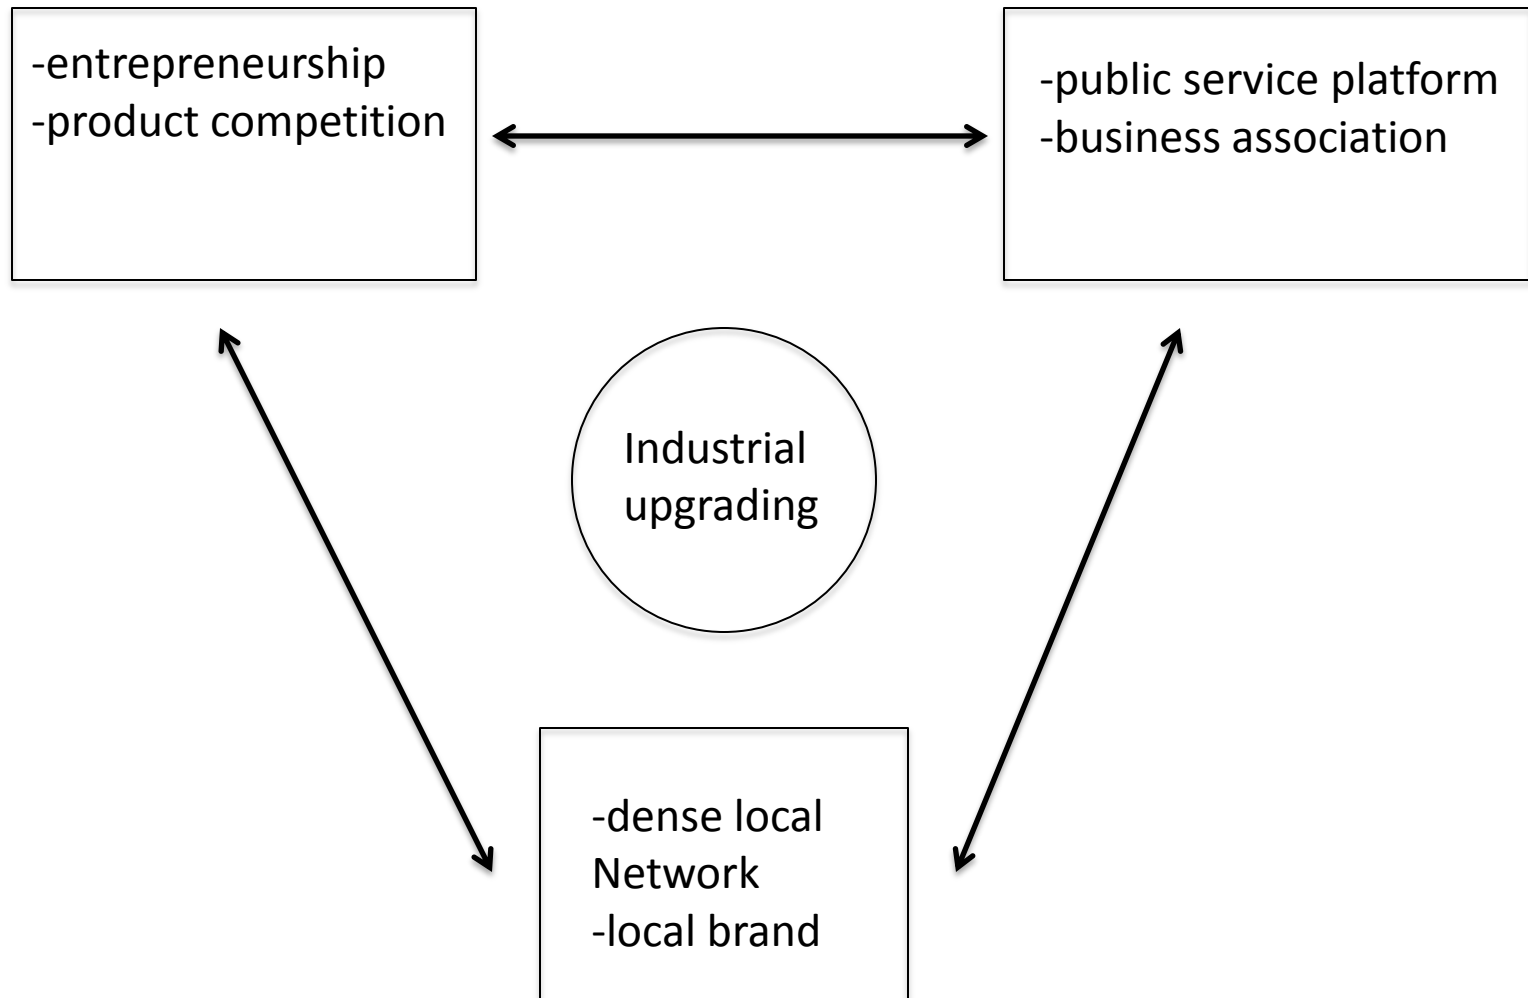 -entrepreneurship
-product competition
-public service platform
-business association
Industrial
upgrading
-dense local
Network
-local brand